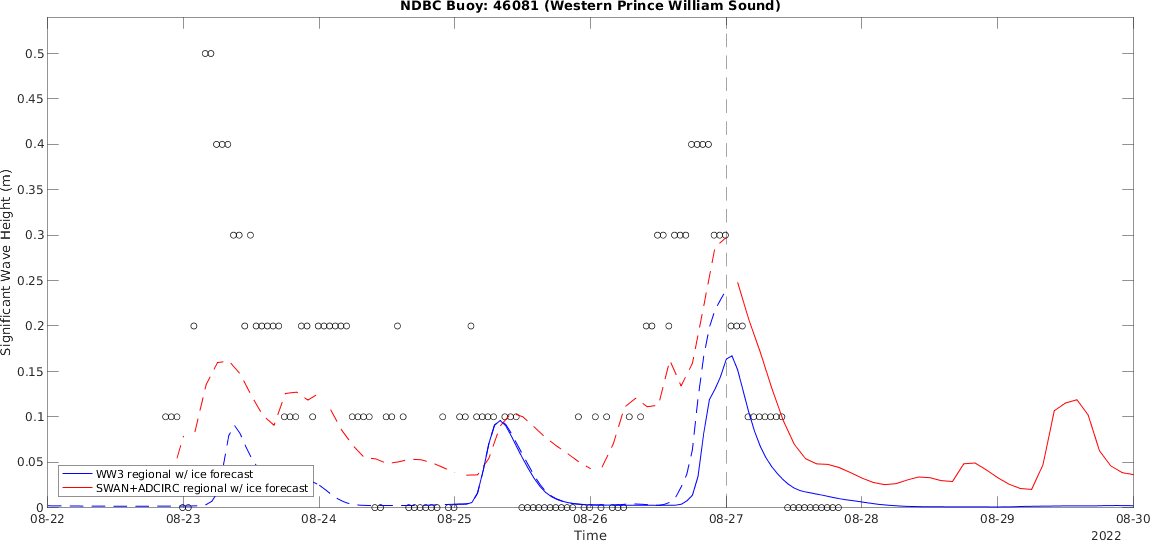 NDBC Buoy: 46081 (Western Prince William Sound)
Significant Wave Height (m)
0.5
0.45
0.4
0.35
0.3
0.25
0.2
0.15
0.1
0.05
0
WW3 regional w/ ice forecast
SWAN+ADCIRC regional w/ ice forecast
08-22 08-23 08-24 08-25 08-26 08-27 08-28 08-29 08-30
Time
2022